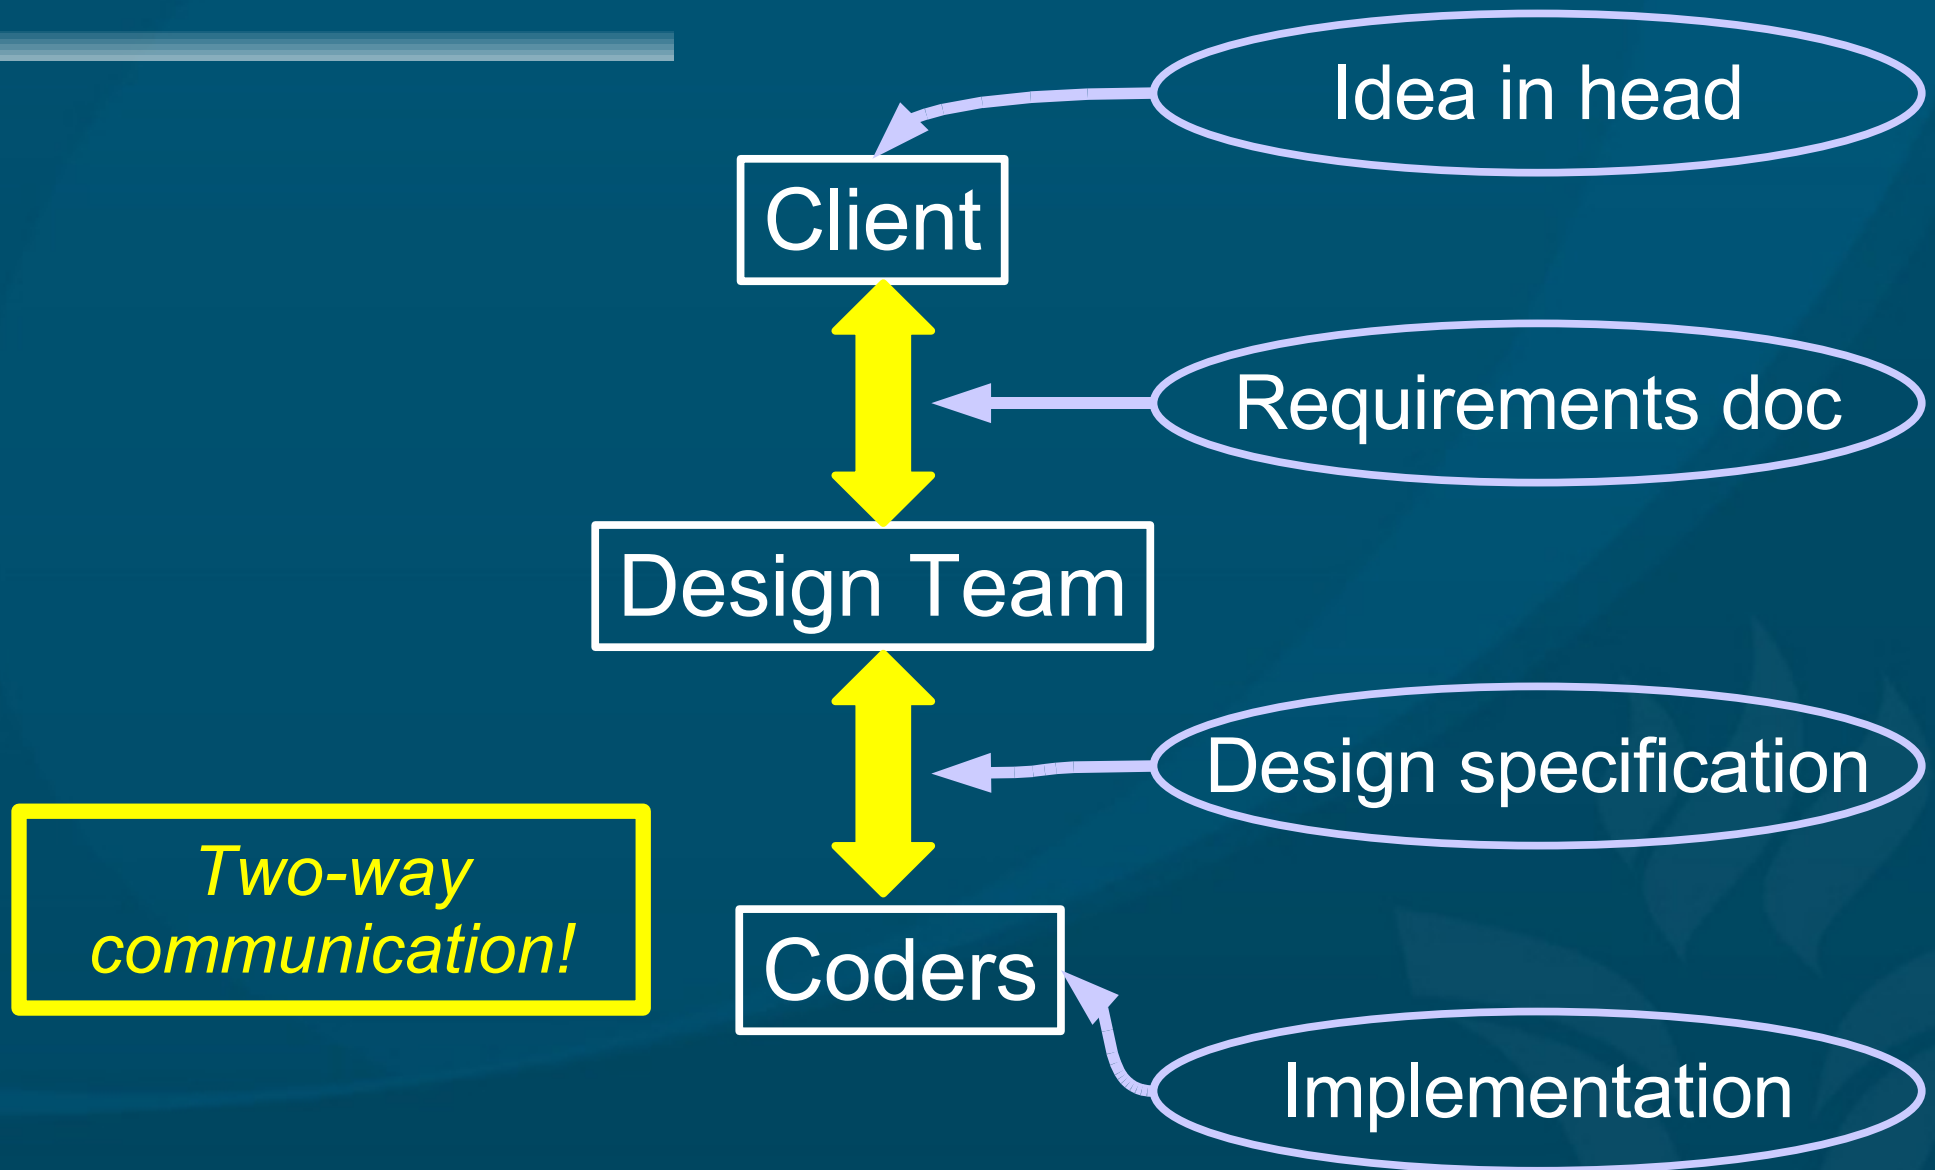 Idea in head
Client
Requirements doc
Design Team
Design specification
Two-way
communication!
Coders
Implementation